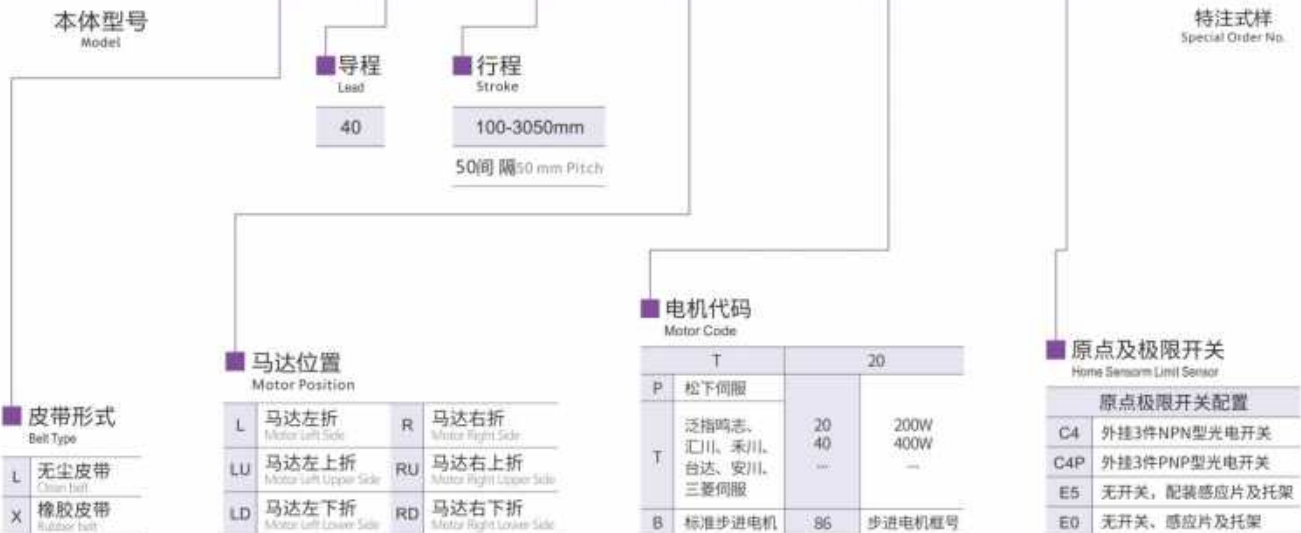 本体型号
Model
特注式样
Special Order No.
导程
Lead
40
行程
Stroke
100-3050mm
50间 隔50 mm Pitch
电机代码
Motor Code
T 20
P 松下伺服
T 泛指鸣志、
汇川、禾川、
台达、安川、
三菱伺服
20 200W
40 400W
... ...
B 标准步进电机 86 步进电机框号
马达位置
Motor Position
L 马达左折 R 马达右折
Motor Left Side Motor Right Side
LU 马达左上折 RU 马达右上折
Motor Left Upper Side Motor Right Upper Side
LD 马达左下折 RD 马达右下折
Motor Left Lower Side Motor Right Lower Side
原点及极限开关
Home Sensorm Limit Sensor
原点极限开关配置
C4 外挂3件NPN型光电开关
C4P 外挂3件PNP型光电开关
E5 无开关，配装感应片及托架
E0 无开关、感应片及托架
皮带形式
Belt Type
L 无尘皮带
Clean belt
X 橡胶皮带
Rubber belt